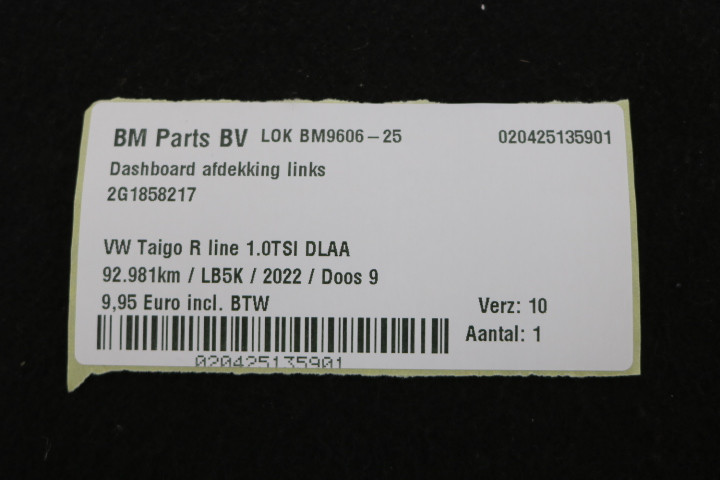 BM Parts BV LOK BM9606-25 020425135901
Dashboard afdekking links
2G1858217
VW Taigo R line 1.0TSI DLAA
92.981km / LB5K / 2022 / Doos 9
9,95 Euro incl. BTW Verz: 10
Aantal: 1
020425135901